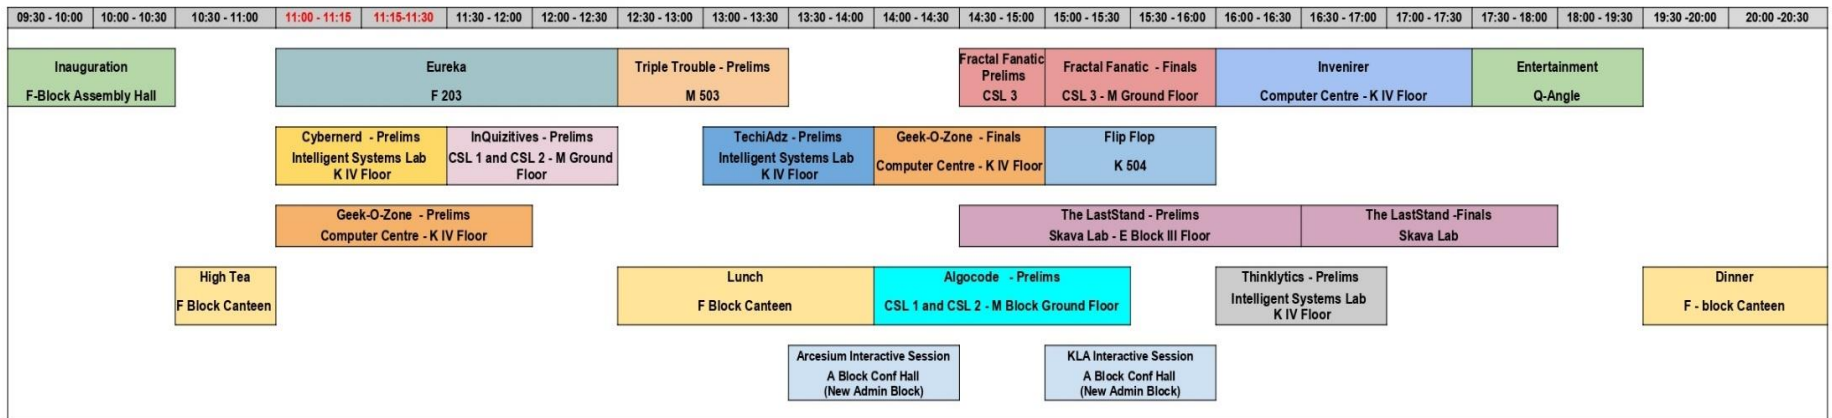 09:30 - 10:00 10:00 - 10:30 10:30 - 11:00 11:00 - 11:15 11:15-11:30 11:30 - 12:00 12:00 - 12:30 12:30 - 13:00 13:00 - 13:30 13:30 - 14:00 14:00 - 14:30 14:30 - 15:00 15:00 - 15:30 15:30 - 16:00 16:00 - 16:30 16:30 - 17:00 17:00 - 17:30 17:30 - 18:00 18:00 - 19:30 19:30 -20:00 20:00 -20:30
Inauguration
F-Block Assembly Hall
Eureka
F 203
Triple Trouble - Prelims
M 503
Fractal Fanatic
Prelims
CSL 3
Fractal Fanatic - Finals
CSL 3 - M Ground Floor
Invenirer
Computer Centre - K IV Floor
Entertainment
Q-Angle
Cybernerd - Prelims
Intelligent Systems Lab
K IV Floor
InQuizitives - Prelims
CSL 1 and CSL 2 - M Ground
Floor
TechiAdz - Prelims
Intelligent Systems Lab
K IV Floor
Geek-O-Zone - Finals
Computer Centre - K IV Floor
Flip Flop
K 504
Geek-O-Zone - Prelims
Computer Centre - K IV Floor
The LastStand - Prelims
Skava Lab - E Block III Floor
The LastStand -Finals
Skava Lab
High Tea
F Block Canteen
Lunch
F Block Canteen
Algocode - Prelims
CSL 1 and CSL 2 - M Block Ground Floor
Thinklytics - Prelims
Intelligent Systems Lab
K IV Floor
Dinner
F - block Canteen
Arcesium Interactive Session
A Block Conf Hall
(New Admin Block)
KLA Interactive Session
A Block Conf Hall
(New Admin Block)